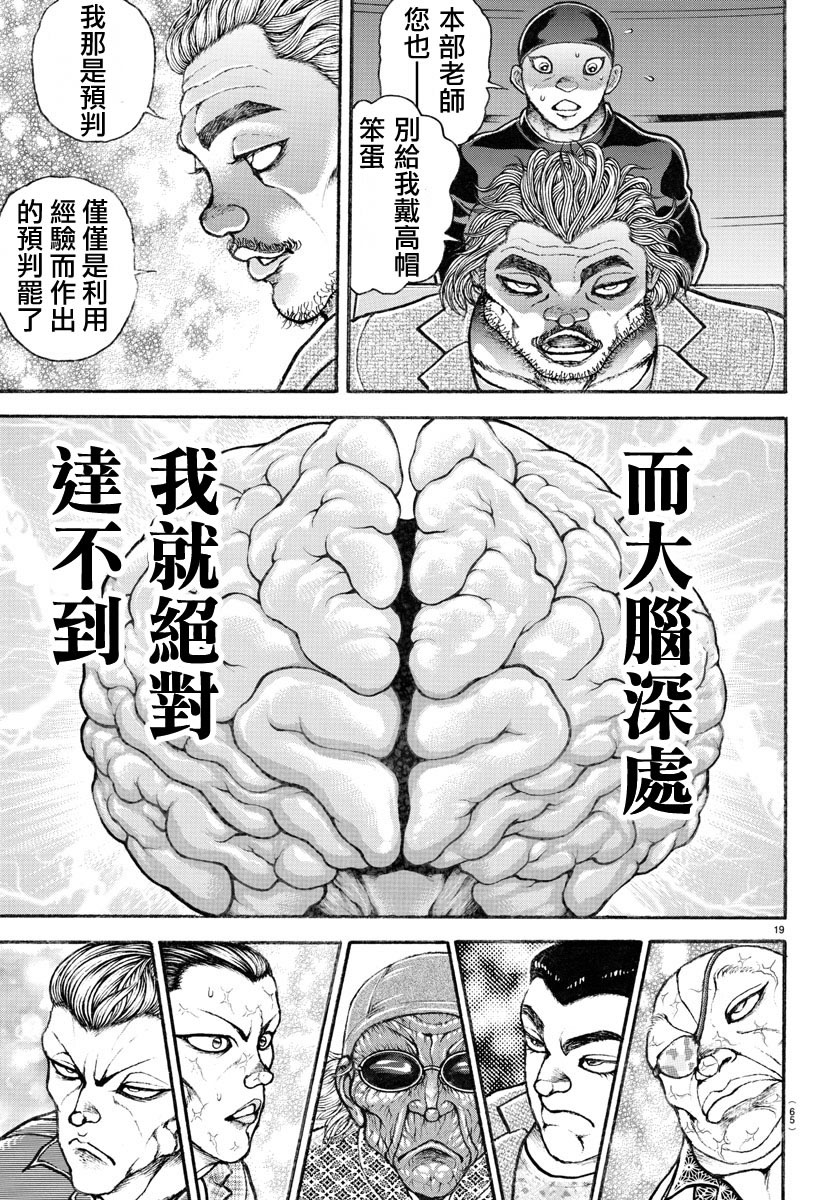 本部老師
您也—
別給我戴高帽
笨蛋
我那是預判
僅僅是利用
經驗而作出
的預判罷了
而大腦深處
我就絕對
達不到
19
(65)